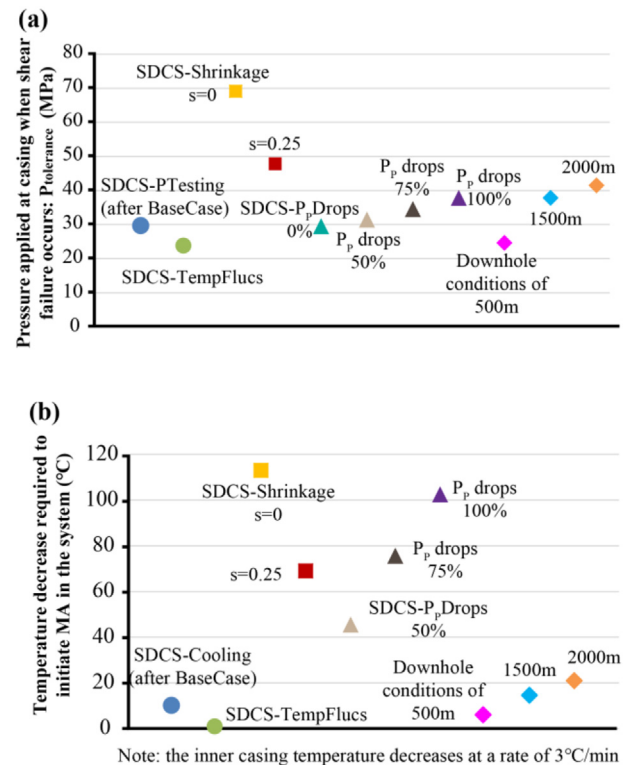 (a)
Pressure applied at casing when shear
failure occurs: Ptolerance (MPa)
80
70
60
50
40
30
20
10
0
SDCS-Shrinkage
s=0
s=0.25
SDCS-PTesting
(after BaseCase)
SDCS-TempFlucs
SDCS-PPDrops
0%
PP drops
50%
PP drops
75%
PP drops
100%
Downhole
conditions of
500m
1500m
2000m
(b)
Temperature decrease required to
initiate MA in the system (℃)
120
100
80
60
40
20
0
SDCS-Shrinkage
s=0
s=0.25
SDCS-Cooling
(after BaseCase)
SDCS-TempFlucs
SDCS-PPDrops
50%
PP drops
75%
PP drops
100%
Downhole
conditions of
500m
1500m
2000m
Note: the inner casing temperature decreases at a rate of 3℃/min